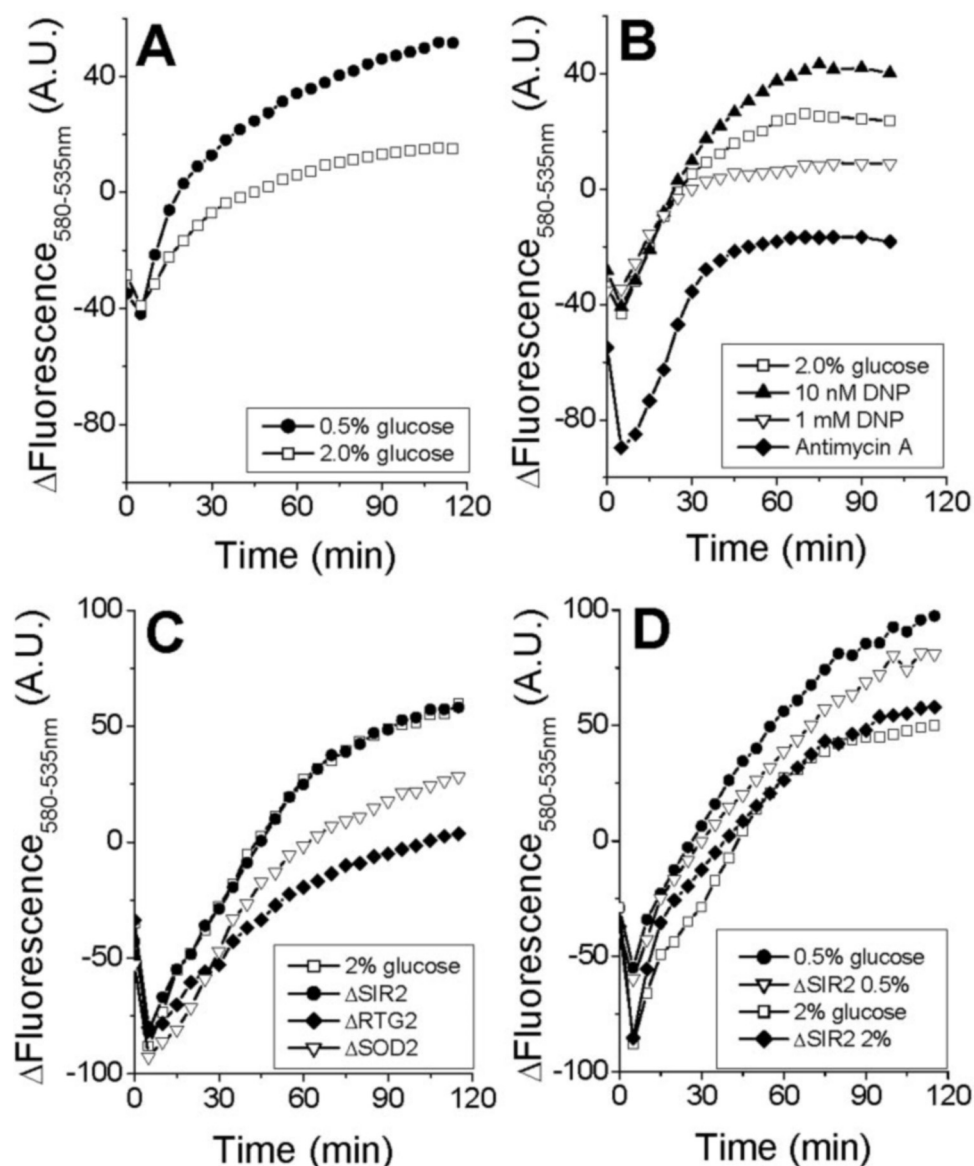 A
ΔFluorescence580-535nm (A.U.)
40
0
-40
-80
0.5% glucose
2.0% glucose
0 30 60 90 120
Time (min)
B
ΔFluorescence580-535nm (A.U.)
40
0
-40
-80
2.0% glucose
10 nM DNP
1 mM DNP
Antimycin A
0 30 60 90 120
Time (min)
C
ΔFluorescence580-535nm (A.U.)
100
50
0
-50
-100
2% glucose
ΔSIR2
ΔRTG2
ΔSOD2
0 30 60 90 120
Time (min)
D
ΔFluorescence580-535nm (A.U.)
100
50
0
-50
-100
0.5% glucose
ΔSIR2 0.5%
2% glucose
ΔSIR2 2%
0 30 60 90 120
Time (min)